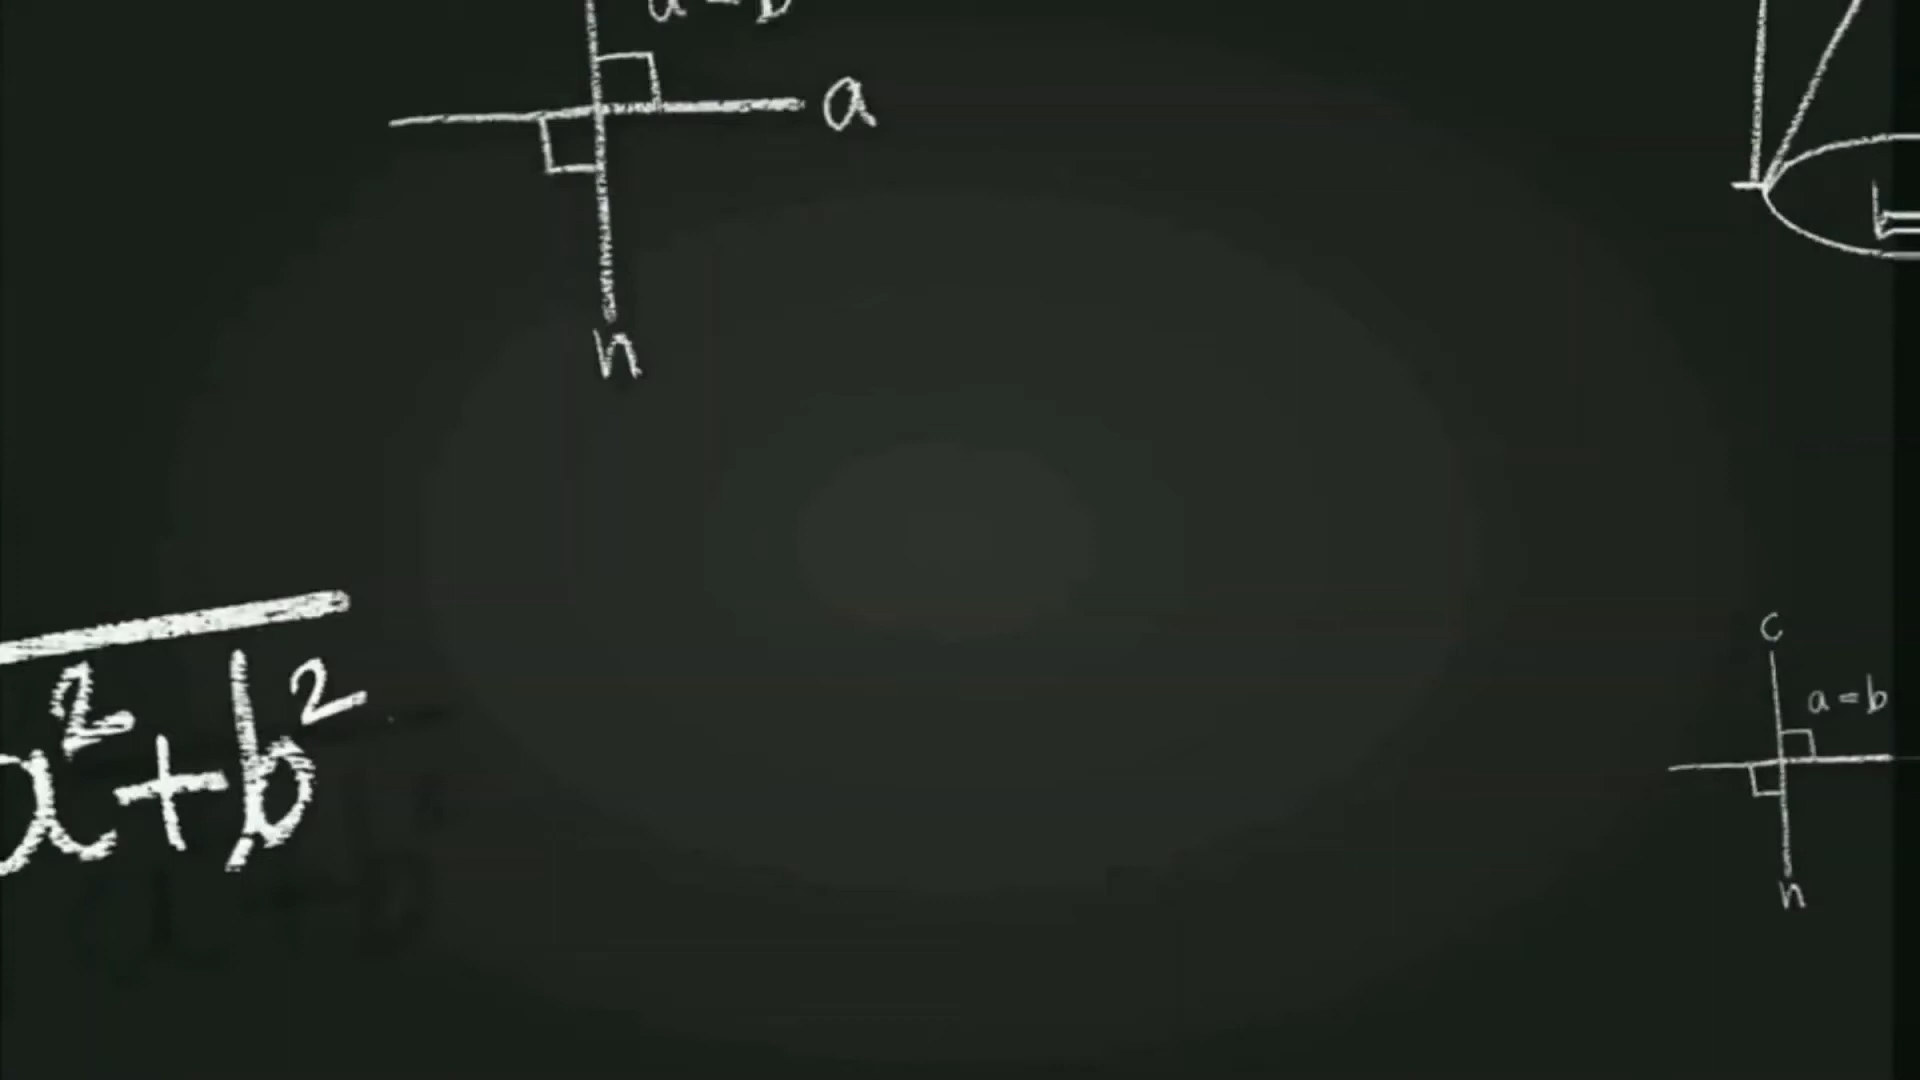 a = b
a
n
a²+b²
c
a = b
n